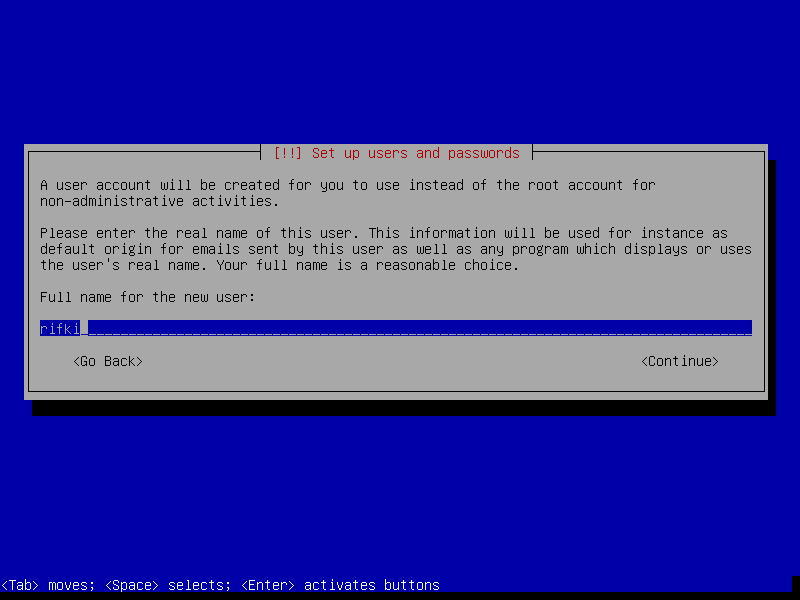 [!!] Set up users and passwords
A user account will be created for you to use instead of the root account for
non-administrative activities.
Please enter the real name of this user. This information will be used for instance as
default origin for emails sent by this user as well as any program which displays or uses
the user's real name. Your full name is a reasonable choice.
Full name for the new user:
rifki
<Go Back> <Continue>
<Tab> moves; <Space> selects; <Enter> activates buttons